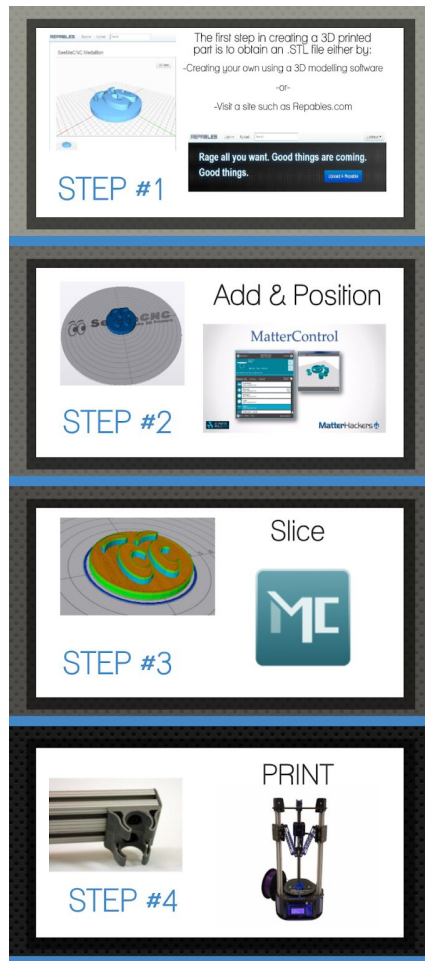 The first step in creating a 3D printed
part is to obtain an .STL file either by:
-Creating your own using a 3D modelling software
-or-
-Visit a site such as Repables.com
REPABLES
SeeMeCNC Medallion
REPABLES
Rage all you want. Good things are coming.
Good things.
Upload A Repable
STEP #1
Add & Position
SeeMeCNC
MatterControl
MatterHackers
STEP #2
Slice
MC
STEP #3
PRINT
STEP #4